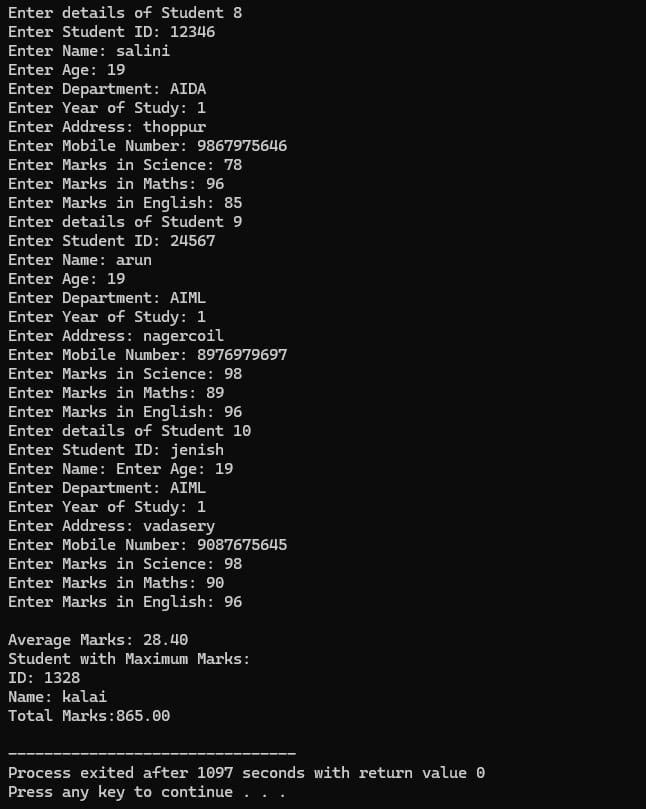 Enter details of Student 8
Enter Student ID: 12346
Enter Name: salini
Enter Age: 19
Enter Department: AIDA
Enter Year of Study: 1
Enter Address: thoppur
Enter Mobile Number: 9867975646
Enter Marks in Science: 78
Enter Marks in Maths: 96
Enter Marks in English: 85
Enter details of Student 9
Enter Student ID: 24567
Enter Name: arun
Enter Age: 19
Enter Department: AIML
Enter Year of Study: 1
Enter Address: nagercoil
Enter Mobile Number: 8976979697
Enter Marks in Science: 98
Enter Marks in Maths: 89
Enter Marks in English: 96
Enter details of Student 10
Enter Student ID: jenish
Enter Name: Enter Age: 19
Enter Department: AIML
Enter Year of Study: 1
Enter Address: vadasery
Enter Mobile Number: 9087675645
Enter Marks in Science: 98
Enter Marks in Maths: 90
Enter Marks in English: 96
Average Marks: 28.40
Student with Maximum Marks:
ID: 1328
Name: kalai
Total Marks:865.00
--------------------------------
Process exited after 1097 seconds with return value 0
Press any key to continue . . .